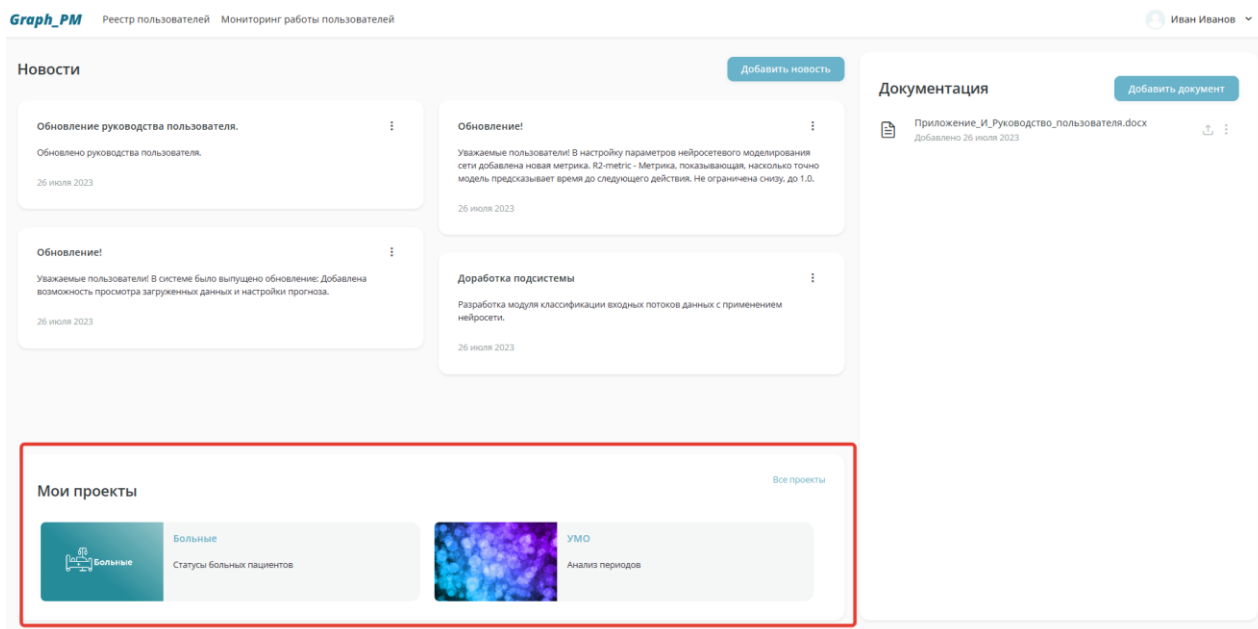 Graph_PM
Реестр пользователей Мониторинг работы пользователей
Иван Иванов
Новости
Добавить новость
Обновление руководства пользователя.
Обновлено руководства пользователя.
26 июля 2023
Обновление!
Уважаемые пользователи! В настройку параметров нейросетевого моделирования
сети добавлена новая метрика. R2-metric - Метрика, показывающая, насколько точно
модель предсказывает время до следующего действия. Не ограничена снизу, до 1.0.
26 июля 2023
Обновление!
Уважаемые пользователи! В системе было выпущено обновление: Добавлена
возможность просмотра загруженных данных и настройки прогноза.
26 июля 2023
Доработка подсистемы
Разработка модуля классификации входных потоков данных с применением
нейросети.
26 июля 2023
Документация
Добавить документ
Приложение_И_Руководство_пользователя.docx
Добавлено 26 июля 2023
Мои проекты
Все проекты
Больные
Больные
Статусы больных пациентов
УМО
Анализ периодов